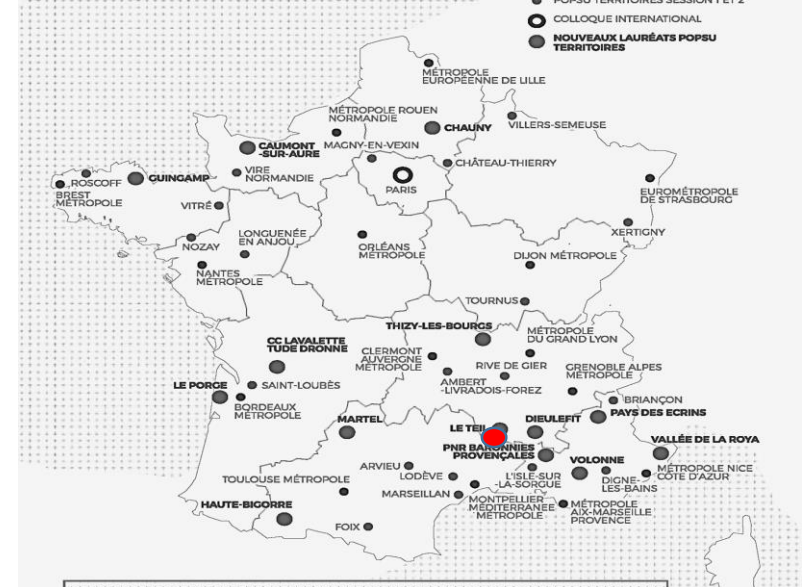 POPSU TERRITOIRES SESSION 1 ET 2
COLLOQUE INTERNATIONAL
NOUVEAUX LAURÉATS POPSU
TERRITOIRES
MÉTROPOLE
EUROPÉENNE DE LILLE
MÉTROPOLE ROUEN
NORMANDIE
CHAUNY
VILLERS-SEMEUSE
CAUMONT
-SUR-AURE
MAGNY-EN-VEXIN
CHÂTEAU-THIERRY
VIRE
NORMANDIE
PARIS
ROSCOFF
GUINGAMP
BREST
MÉTROPOLE
EUROMÉTROPOLE
DE STRASBOURG
VITRÉ
XERTIGNY
NOZAY
LONGUENÉE
EN ANJOU
ORLÉANS
MÉTROPOLE
DIJON MÉTROPOLE
NANTES
MÉTROPOLE
TOURNUS
THIZY-LES-BOURGS
MÉTROPOLE
DU GRAND LYON
CC LAVALETTE
TUDE DRONNE
CLERMONT
AUVERGNE
MÉTROPOLE
RIVE DE GIER
GRENOBLE ALPES
MÉTROPOLE
AMBERT
-LIVRADOIS-FOREZ
LE PORGE
SAINT-LOUBÈS
BRIANÇON
BORDEAUX
MÉTROPOLE
MARTEL
LE TEIL
DIEULEFIT
PAYS DES ECRINS
PNR BARONNIES
PROVENÇALES
VALLÉE DE LA ROYA
ARVIEU
LODÈVE
L'ISLE-SUR
-LA-SORGUE
VOLONNE
DIGNE-
LES-BAINS
MÉTROPOLE NICE
CÔTE D'AZUR
TOULOUSE MÉTROPOLE
MARSEILLAN
MONTPELLIER
MÉDITERRANÉE
MÉTROPOLE
MÉTROPOLE
AIX-MARSEILLE
PROVENCE
HAUTE-BIGORRE
FOIX